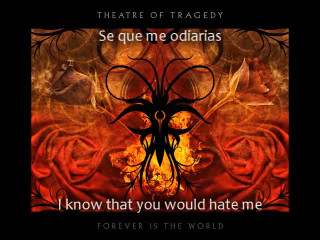 THEATRE OF TRAGEDY
Se que me odiarias
I know that you would hate me
FOREVER IS THE WORLD